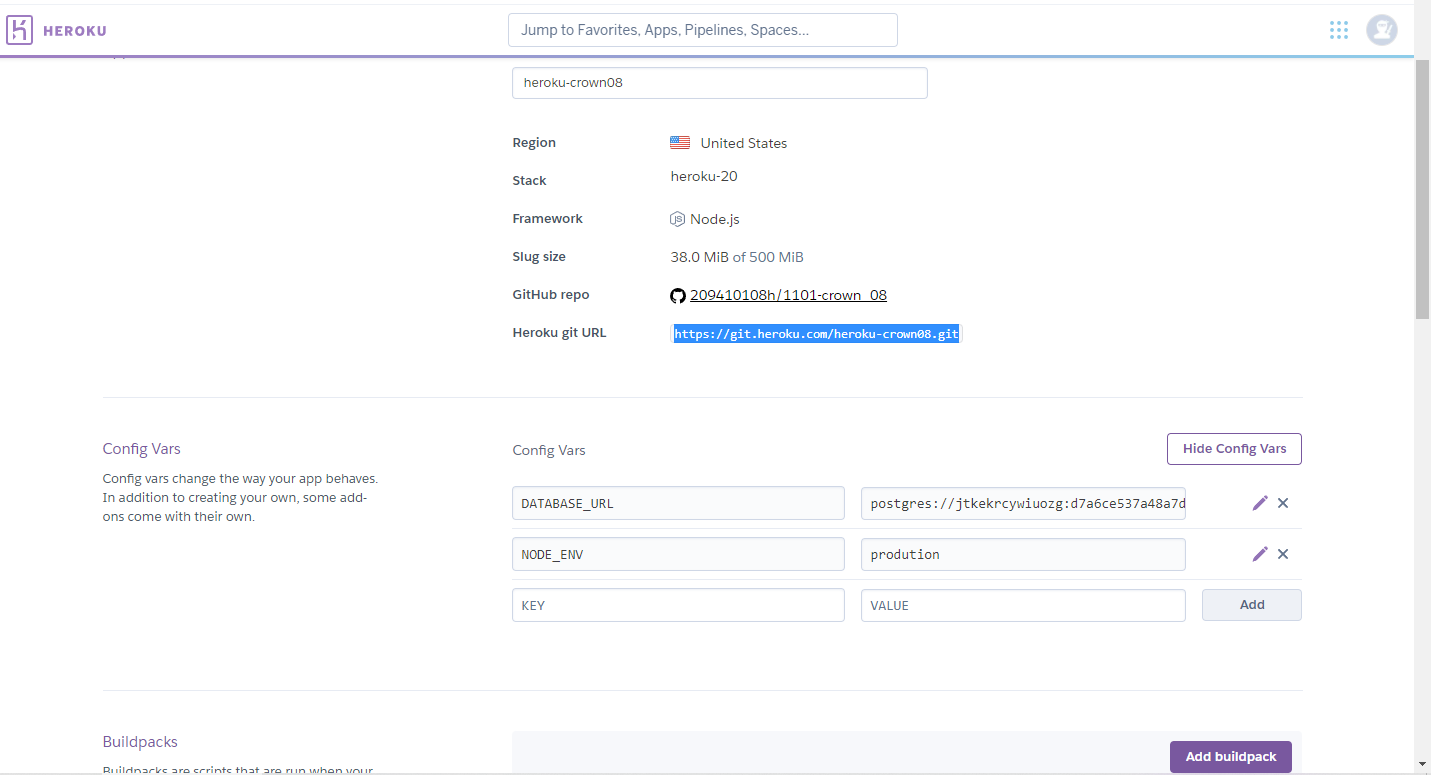 HEROKU
Jump to Favorites, Apps, Pipelines, Spaces...
heroku-crown08
Region United States
Stack heroku-20
Framework Node.js
Slug size 38.0 MiB of 500 MiB
GitHub repo 209410108h/1101-crown_08
Heroku git URL https://git.heroku.com/heroku-crown08.git
Config Vars
Config vars change the way your app behaves.
In addition to creating your own, some add-
ons come with their own.
Config Vars
Hide Config Vars
DATABASE_URL postgres://jtkekrcywiuozg:d7a6ce537a48a7d
NODE_ENV prodution
KEY VALUE Add
Buildpacks
Buildpacks are scripts that are run when your
Add buildpack